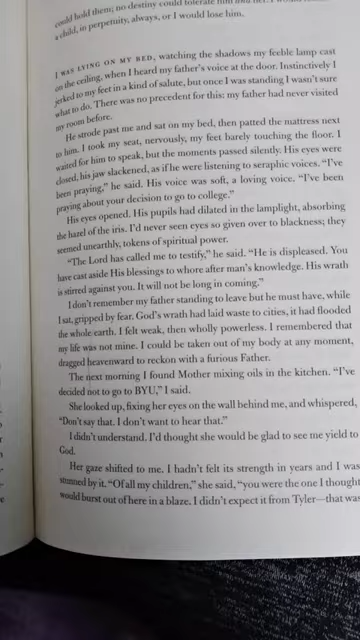 could hold them; no destiny could tolerate him and her. I
a child, in perpetuity, always, or I would lose him.
I WAS LYING ON MY BED, watching the shadows my feeble lamp cast
on the ceiling, when I heard my father's voice at the door. Instinctively I
jerked to my feet in a kind of salute, but once I was standing I wasn't sure
what to do. There was no precedent for this: my father had never visited
my room before.
He strode past me and sat on my bed, then patted the mattress next
to him. I took my seat, nervously, my feet barely touching the floor. I
waited for him to speak, but the moments passed silently. His eyes were
closed, his jaw slackened, as if he were listening to seraphic voices. "I've
been praying," he said. His voice was soft, a loving voice. "I've been
praying about your decision to go to college."
His eyes opened. His pupils had dilated in the lamplight, absorbing
the hazel of the iris. I'd never seen eyes so given over to blackness; they
seemed unearthly, tokens of spiritual power.
"The Lord has called me to testify," he said. "He is displeased. You
have cast aside His blessings to whore after man's knowledge. His wrath
is stirred against you. It will not be long in coming."
I don't remember my father standing to leave but he must have, while
I sat, gripped by fear. God's wrath had laid waste to cities, it had flooded
the whole earth. I felt weak, then wholly powerless. I remembered that
my life was not mine. I could be taken out of my body at any moment,
dragged heavenward to reckon with a furious Father.
The next morning I found Mother mixing oils in the kitchen. "I've
decided not to go to BYU," I said.
She looked up, fixing her eyes on the wall behind me, and whispered,
"Don't say that. I don't want to hear that."
I didn't understand. I'd thought she would be glad to see me yield to
God.
Her gaze shifted to me. I hadn't felt its strength in years and I was
stunned by it. "Of all my children," she said, "you were the one I thought
would burst out of here in a blaze. I didn't expect it from Tyler—that was